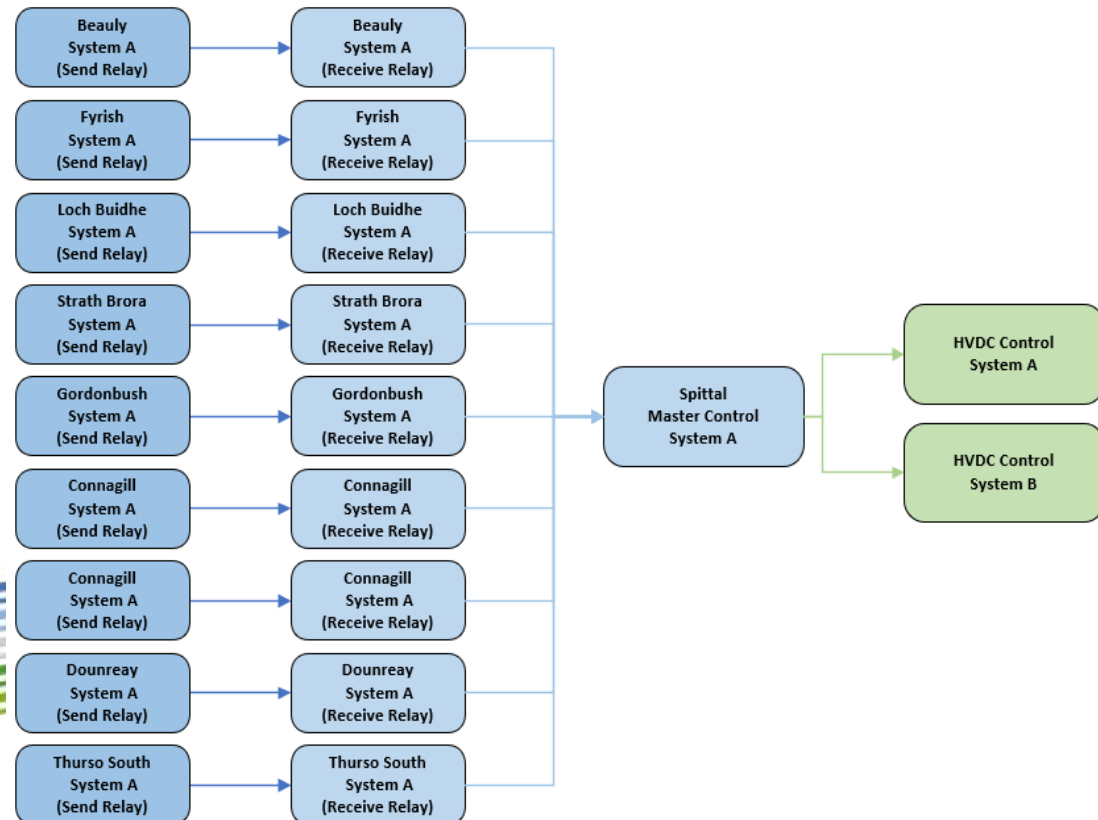 Beauly
System A
(Send Relay)
Beauly
System A
(Receive Relay)
Fyrish
System A
(Send Relay)
Fyrish
System A
(Receive Relay)
Loch Buidhe
System A
(Send Relay)
Loch Buidhe
System A
(Receive Relay)
Strath Brora
System A
(Send Relay)
Strath Brora
System A
(Receive Relay)
Gordonbush
System A
(Send Relay)
Gordonbush
System A
(Receive Relay)
Connagill
System A
(Send Relay)
Connagill
System A
(Receive Relay)
Connagill
System A
(Send Relay)
Connagill
System A
(Receive Relay)
Dounreay
System A
(Send Relay)
Dounreay
System A
(Receive Relay)
Thurso South
System A
(Send Relay)
Thurso South
System A
(Receive Relay)
Spittal
Master Control
System A
HVDC Control
System A
HVDC Control
System B